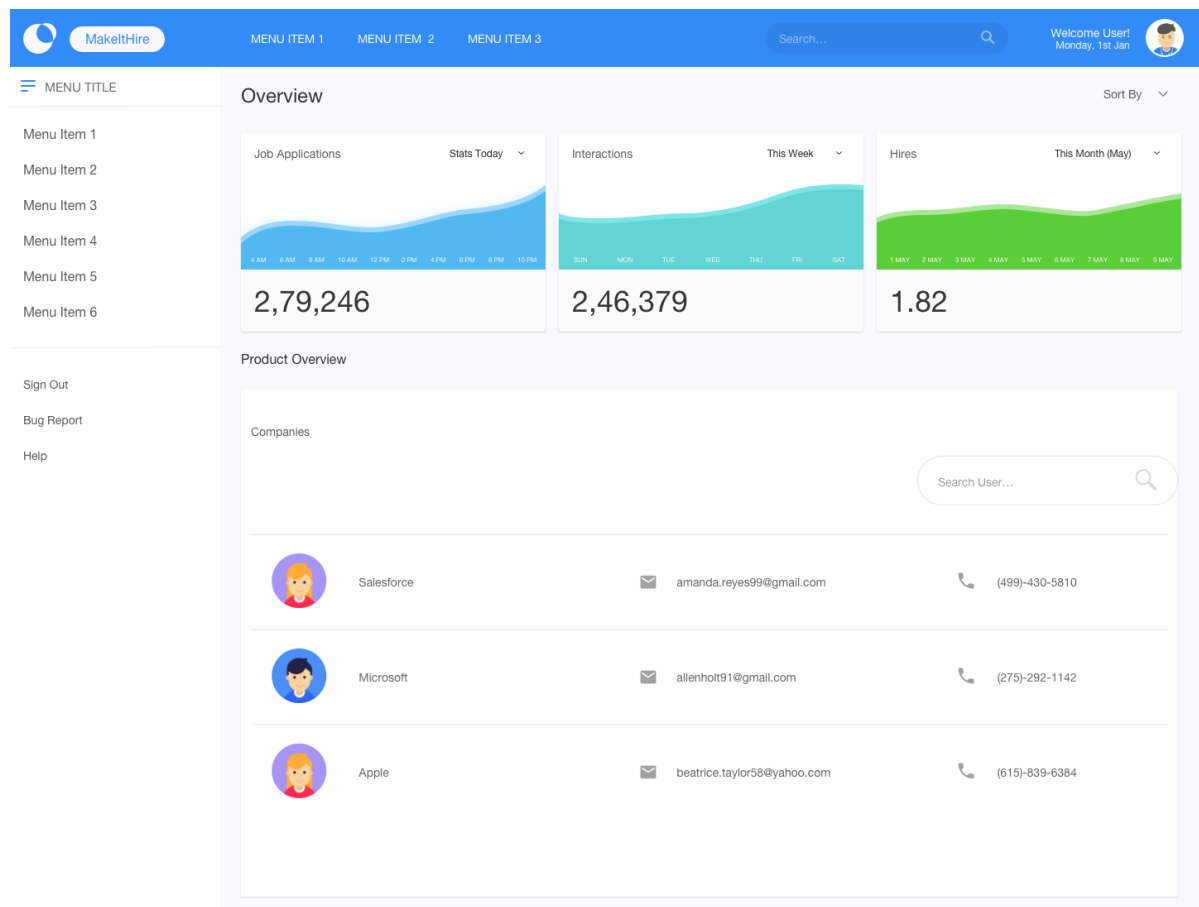 MakeItHire
MENU ITEM 1 MENU ITEM 2 MENU ITEM 3
Search...
Welcome User!
Monday, 1st Jan
MENU TITLE
Menu Item 1
Menu Item 2
Menu Item 3
Menu Item 4
Menu Item 5
Menu Item 6
Sign Out
Bug Report
Help
Overview
Sort By
Job Applications Stats Today
4 AM 6 AM 8 AM 10 AM 12 PM 2 PM 4 PM 6 PM 8 PM 10 PM
2,79,246
Interactions This Week
SUN MON TUE WED THU FRI SAT
2,46,379
Hires This Month (May)
1 MAY 2 MAY 3 MAY 4 MAY 5 MAY 6 MAY 7 MAY 8 MAY 9 MAY
1.82
Product Overview
Companies
Search User...
Salesforce amanda.reyes99@gmail.com (499)-430-5810
Microsoft allenholt91@gmail.com (275)-292-1142
Apple beatrice.taylor58@yahoo.com (615)-839-6384